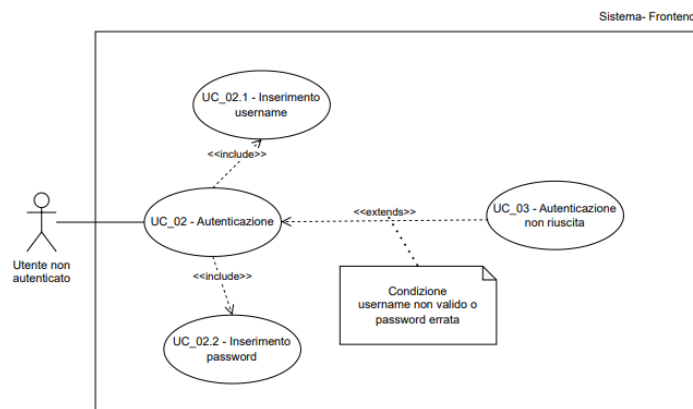 Sistema- Frontend
UC_02.1 - Inserimento
username
<<include>>
Utente non
autenticato
UC_02 - Autenticazione
<<extends>>
UC_03 - Autenticazione
non riuscita
<<include>>
Condizione
username non valido o
password errata
UC_02.2 - Inserimento
password